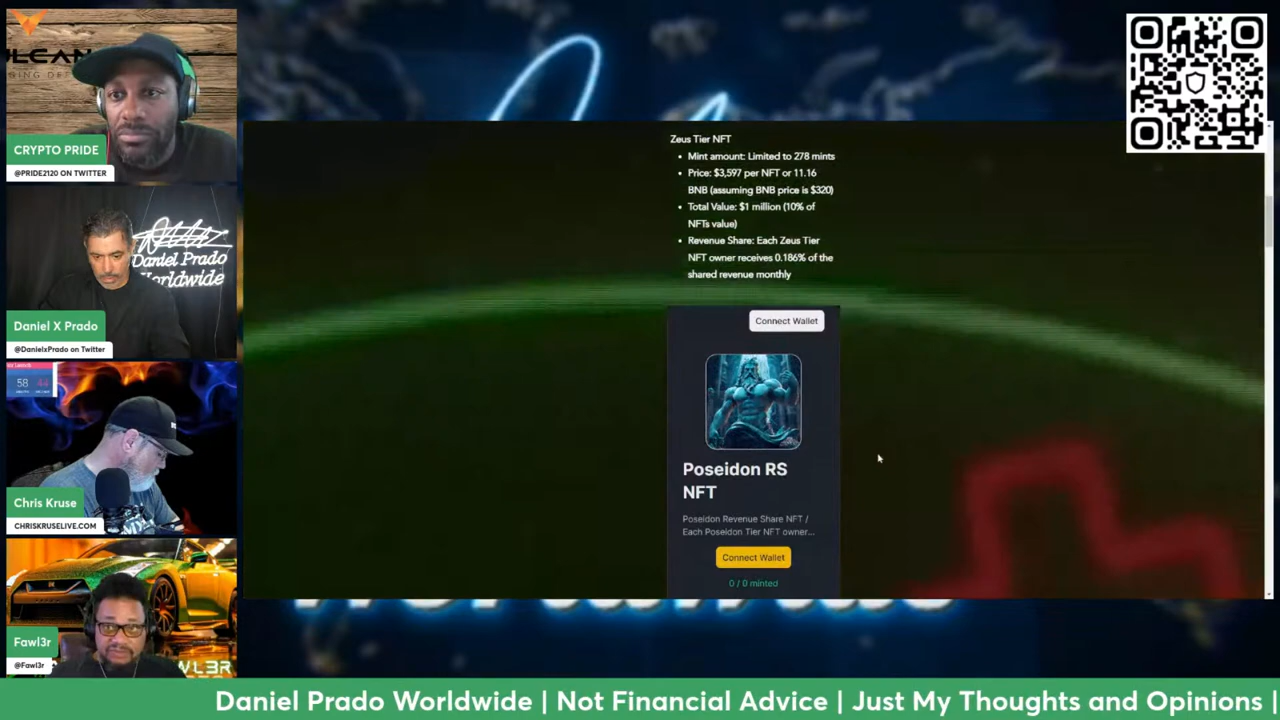 CRYPTO PRIDE
@PRIDE2120 ON TWITTER
Daniel Prado
Worldwide
Daniel X Prado
@DanielxPrado on Twitter
58
Chris Kruse
CHRISKRUSELIVE.COM
Fawl3r
@Fawl3r
Zeus Tier NFT
• Mint amount: Limited to 278 mints
• Price: $3,597 per NFT or 11.16
BNB (assuming BNB price is $320)
• Total Value: $1 million (10% of
NFTs value)
• Revenue Share: Each Zeus Tier
NFT owner receives 0.186% of the
shared revenue monthly
Connect Wallet
Poseidon RS
NFT
Poseidon Revenue Share NFT /
Each Poseidon Tier NFT owner...
Connect Wallet
0 / 0 minted
Daniel Prado Worldwide | Not Financial Advice | Just My Thoughts and Opinions |